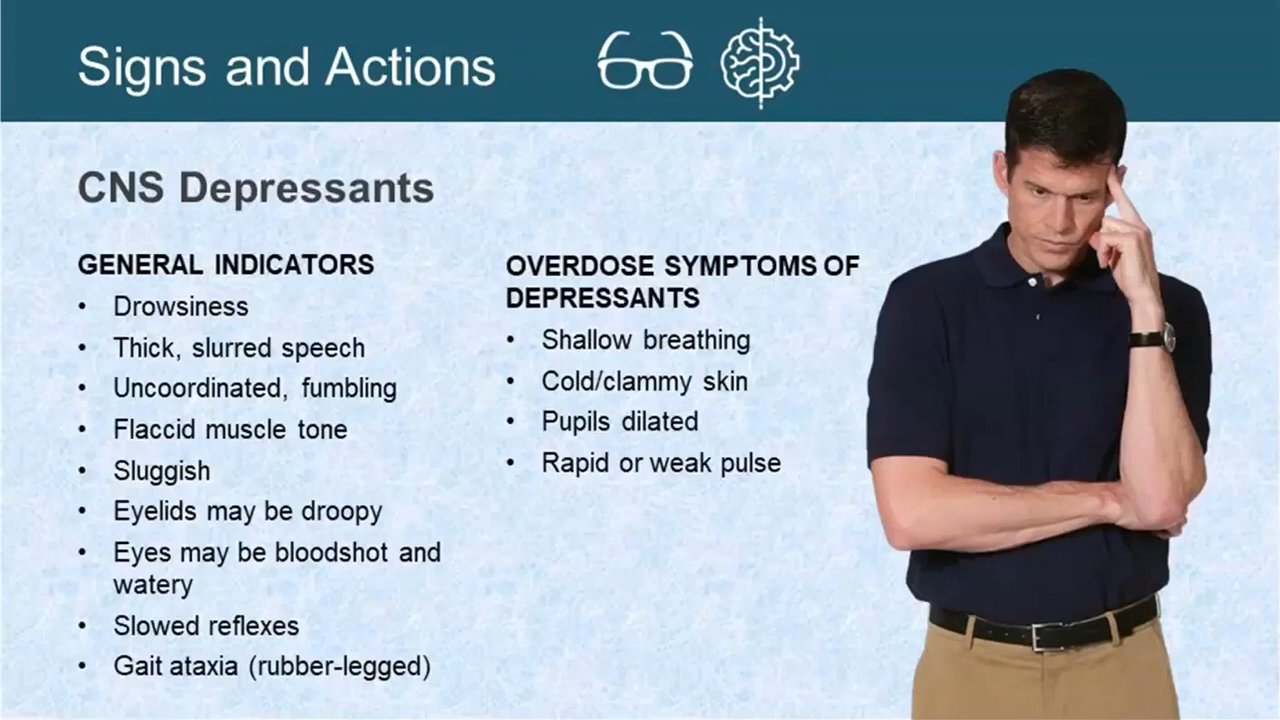 Signs and Actions
CNS Depressants
GENERAL INDICATORS
• Drowsiness
• Thick, slurred speech
• Uncoordinated, fumbling
• Flaccid muscle tone
• Sluggish
• Eyelids may be droopy
• Eyes may be bloodshot and
watery
• Slowed reflexes
• Gait ataxia (rubber-legged)
OVERDOSE SYMPTOMS OF
DEPRESSANTS
• Shallow breathing
• Cold/clammy skin
• Pupils dilated
• Rapid or weak pulse